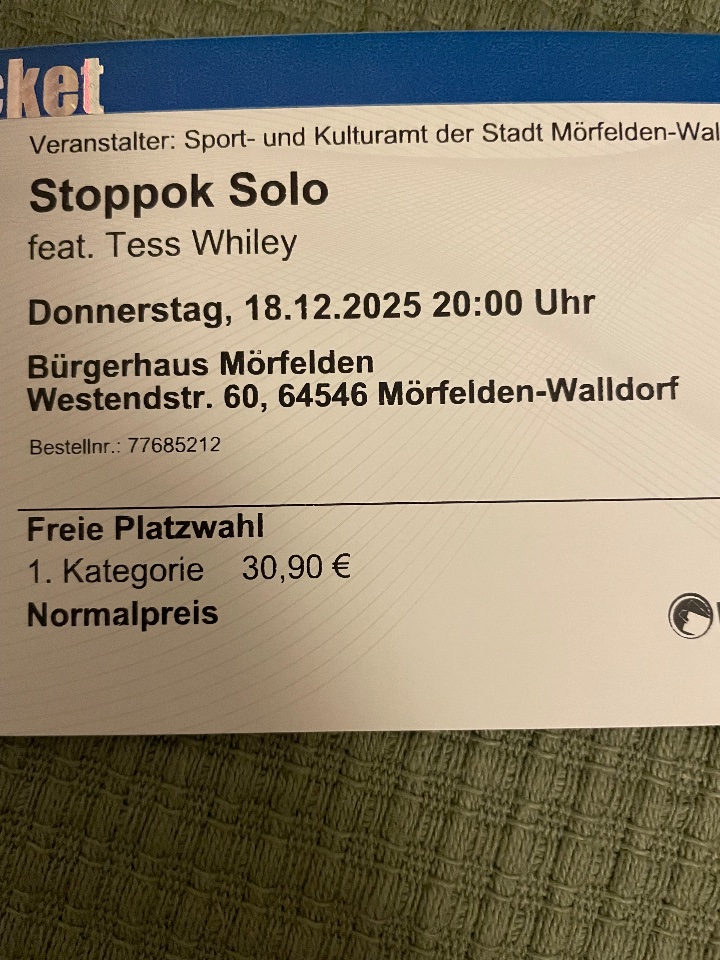 cket
Veranstalter: Sport- und Kulturamt der Stadt Mörfelden-Wal
Stoppok Solo
feat. Tess Whiley
Donnerstag, 18.12.2025 20:00 Uhr
Bürgerhaus Mörfelden
Westendstr. 60, 64546 Mörfelden-Walldorf
Bestellnr.: 77685212
Freie Platzwahl
1. Kategorie 30,90 €
Normalpreis